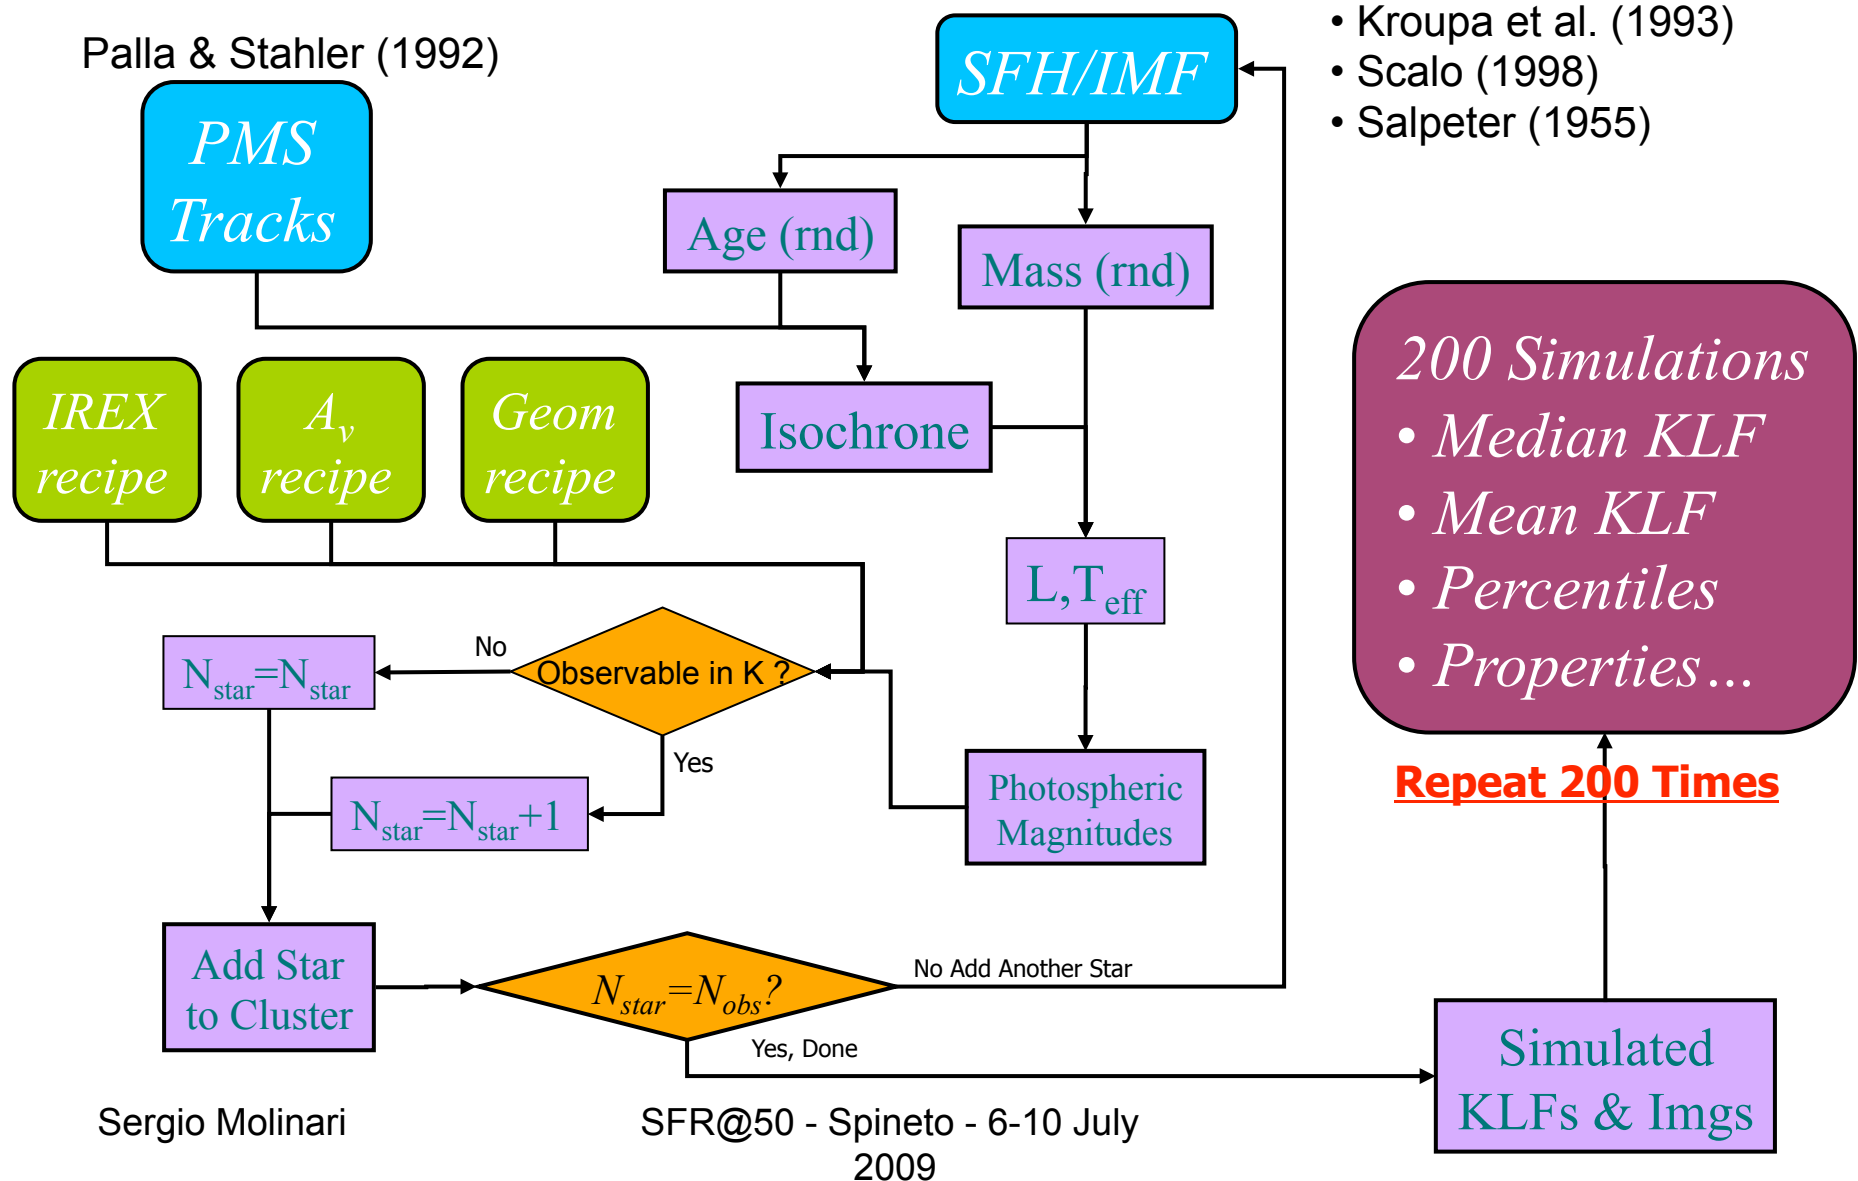 Palla & Stahler (1992)
PMS
Tracks
SFH/IMF
• Kroupa et al. (1993)
• Scalo (1998)
• Salpeter (1955)
Age (rnd)
Mass (rnd)
IREX
recipe
Av
recipe
Geom
recipe
Isochrone
L,Teff
200 Simulations
• Median KLF
• Mean KLF
• Percentiles
• Properties…
Nstar=Nstar
No
Observable in K ?
Yes
Nstar=Nstar+1
Photospheric
Magnitudes
Repeat 200 Times
Add Star
to Cluster
Nstar=Nobs?
No Add Another Star
Yes, Done
Simulated
KLFs & Imgs
Sergio Molinari
SFR@50 - Spineto - 6-10 July
2009